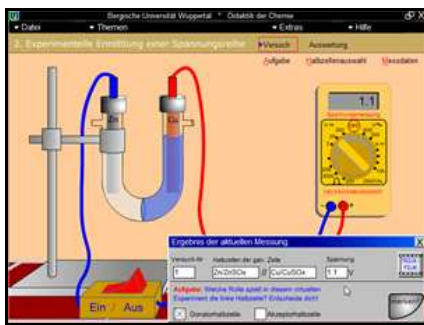 Bergische Universität Wuppertal * Didaktik der Chemie
Datei Themen Extras Hilfe
2. Experimentelle Ermittlung einer Spannungsreihe Versuch Auswertung
Aufgabe Halbzellenauswahl Messdaten
Zn Cu
1.1
Spannungsmessung
Ergebnis der aktuellen Messung X
Versuch-Nr Halbzellen der galv. Zelle Spannung
1 Zn/ZnSO₄ // Cu/CuSO₄ 1.1 V
Aufgabe: Welche Rolle spielt in diesem virtuellen
Experiment die linke Halbzelle? Entscheide dich!
Donatorhalbzelle Akzeptorhalbzelle
merken!
Ein / Aus